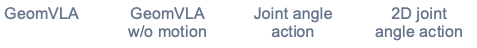 GeomVLA
GeomVLA
w/o motion
Joint angle
action
2D joint
angle action